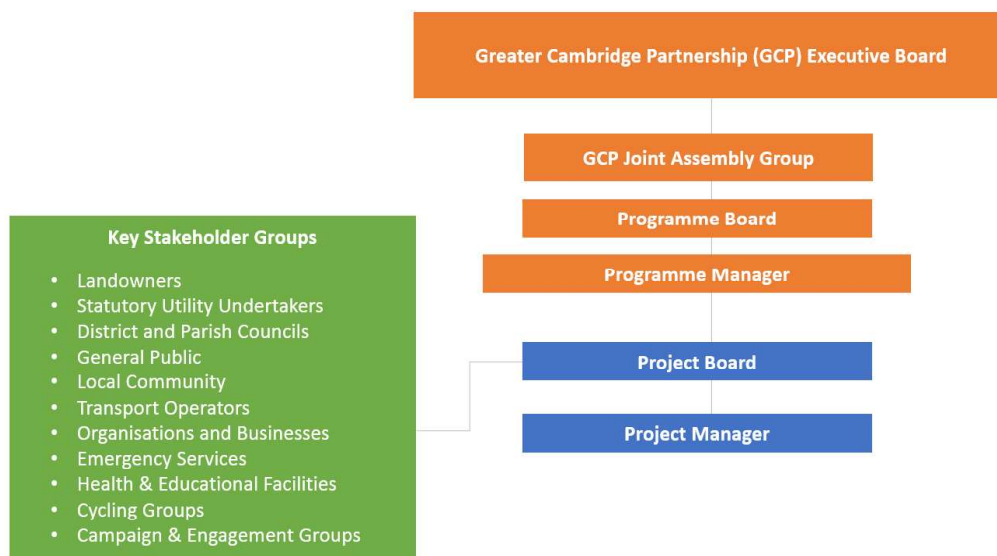 Greater Cambridge Partnership (GCP) Executive Board
GCP Joint Assembly Group
Programme Board
Programme Manager
Project Board
Project Manager
Key Stakeholder Groups
• Landowners
• Statutory Utility Undertakers
• District and Parish Councils
• General Public
• Local Community
• Transport Operators
• Organisations and Businesses
• Emergency Services
• Health & Educational Facilities
• Cycling Groups
• Campaign & Engagement Groups